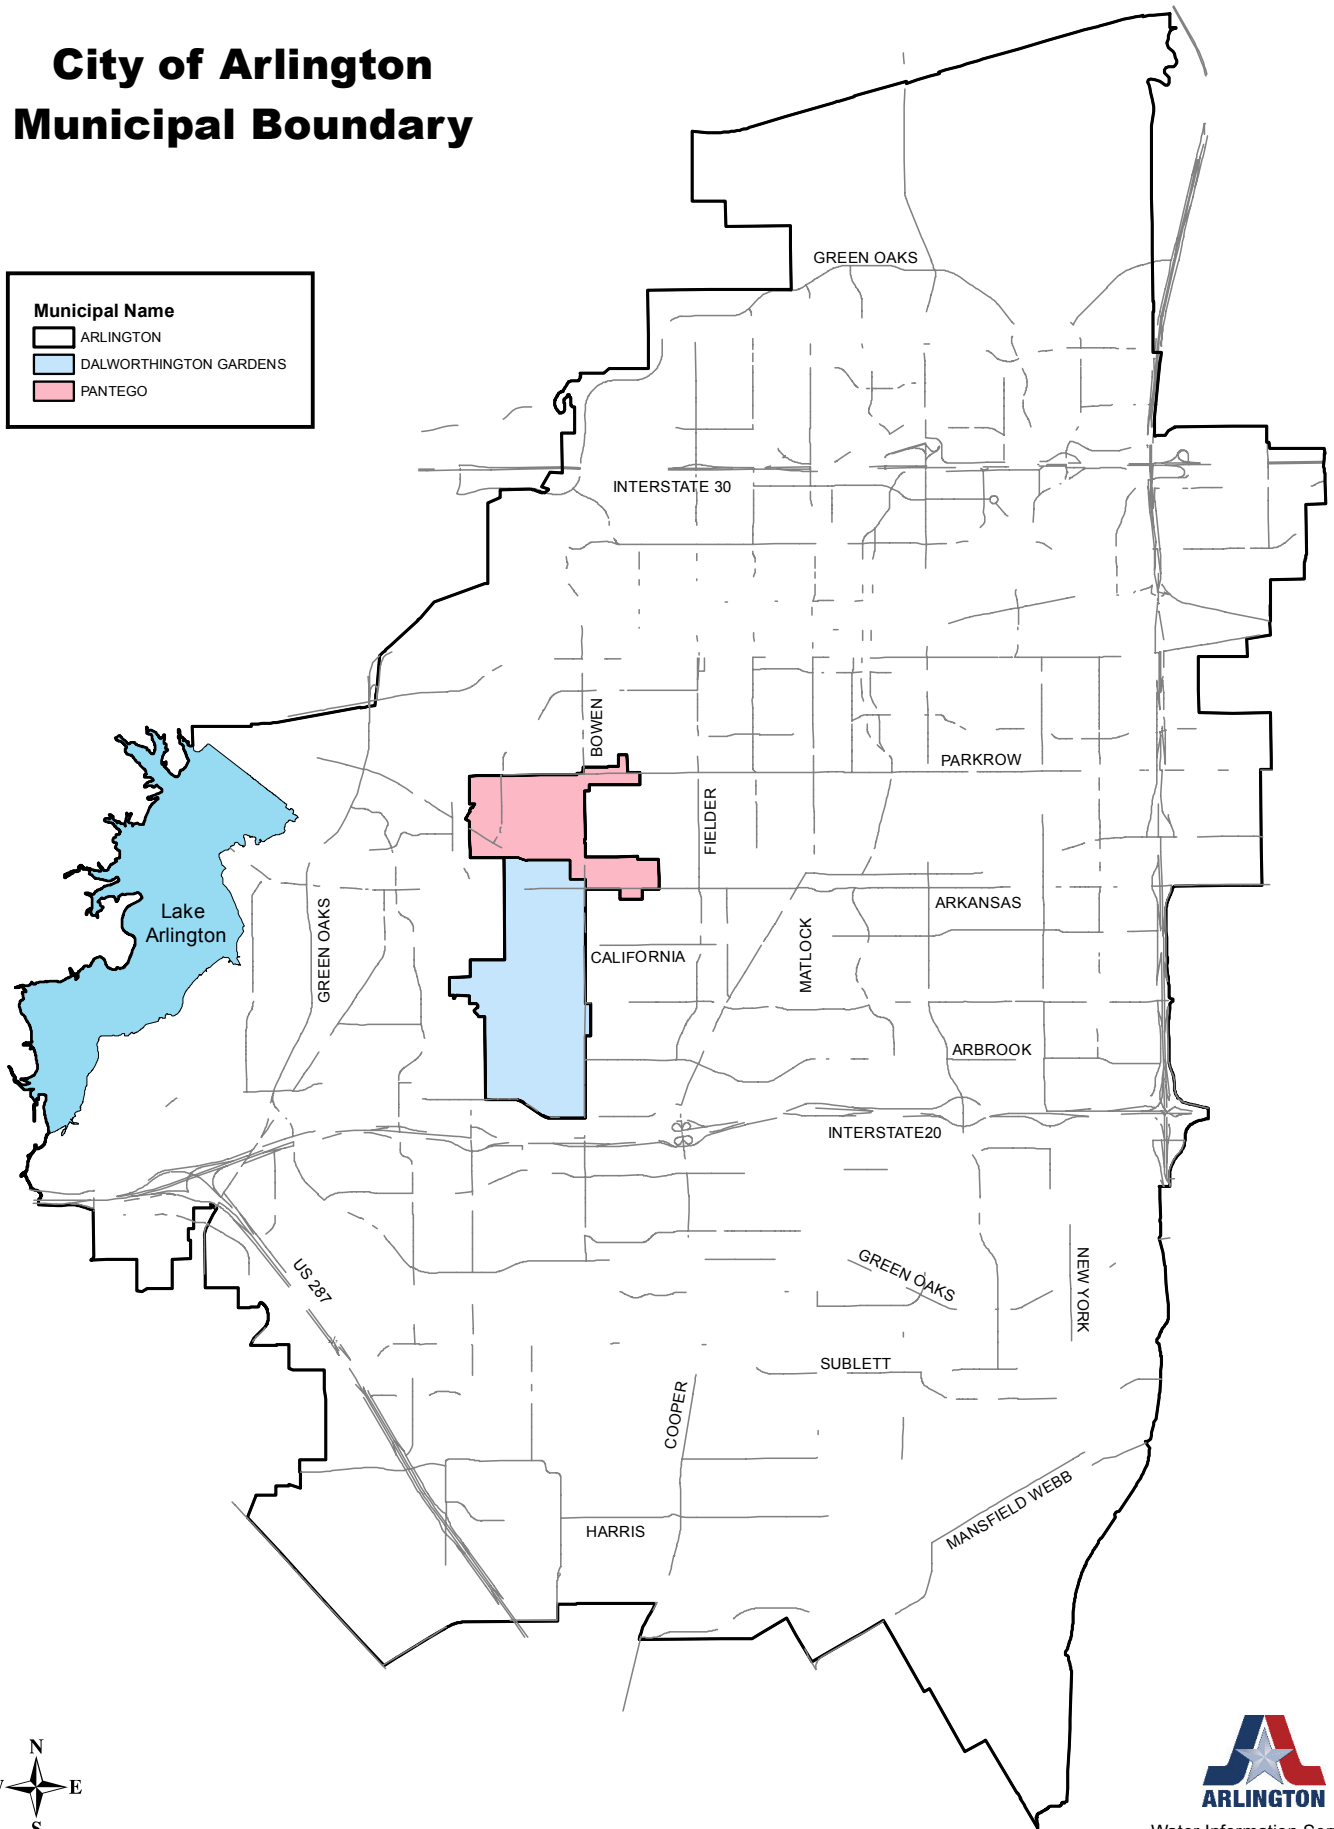 City of Arlington
Municipal Boundary
GREEN OAKS
Municipal Name
ARLINGTON
DALWORTHINGTON GARDENS
PANTEGO
INTERSTATE 30
BOWEN
PARKROW
FIELDER
Lake
Arlington
GREEN OAKS
ARKANSAS
MATLOCK
CALIFORNIA
ARBROOK
INTERSTATE20
US 287
GREEN OAKS
NEW YORK
SUBLETT
COOPER
MANSFIELD WEBB
HARRIS
N
E
S
ARLINGTON
Water Information